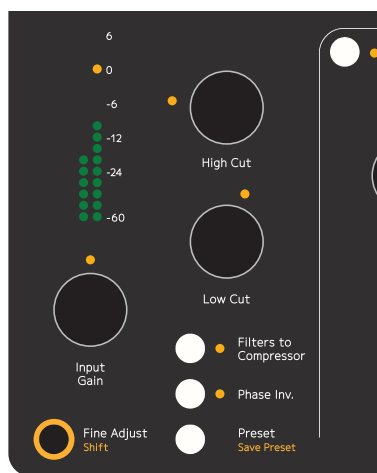 6
0
-6
-12
-24
-60
High Cut
Low Cut
Input
Gain
Filters to
Compressor
Phase Inv.
Fine Adjust
Shift
Preset
Save Preset